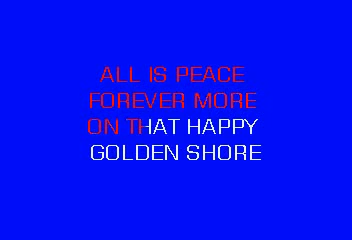 ALL IS PEACE
FOREVER MORE
ON THAT HAPPY
GOLDEN SHORE